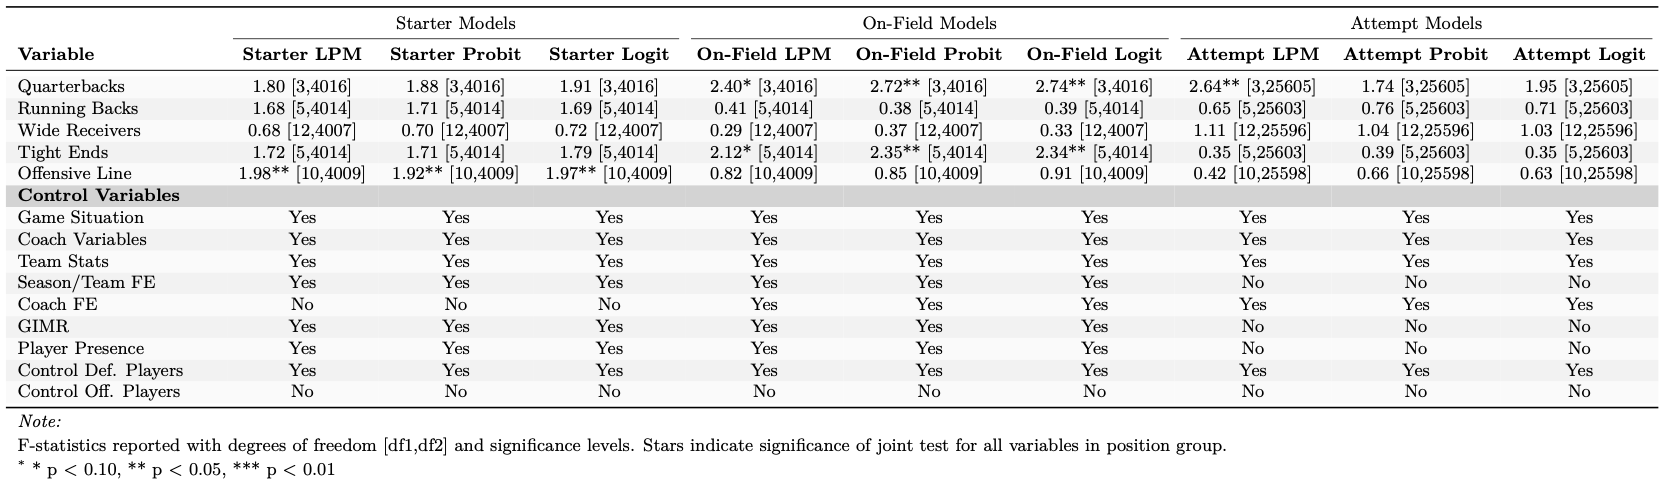 Starter Models On-Field Models Attempt Models
Variable Starter LPM Starter Probit Starter Logit On-Field LPM On-Field Probit On-Field Logit Attempt LPM Attempt Probit Attempt Logit
Quarterbacks 1.80 [3,4016] 1.88 [3,4016] 1.91 [3,4016] 2.40* [3,4016] 2.72** [3,4016] 2.74** [3,4016] 2.64** [3,25605] 1.74 [3,25605] 1.95 [3,25605]
Running Backs 1.68 [5,4014] 1.71 [5,4014] 1.69 [5,4014] 0.41 [5,4014] 0.38 [5,4014] 0.39 [5,4014] 0.65 [5,25603] 0.76 [5,25603] 0.71 [5,25603]
Wide Receivers 0.68 [12,4007] 0.70 [12,4007] 0.72 [12,4007] 0.29 [12,4007] 0.37 [12,4007] 0.33 [12,4007] 1.11 [12,25596] 1.04 [12,25596] 1.03 [12,25596]
Tight Ends 1.72 [5,4014] 1.71 [5,4014] 1.79 [5,4014] 2.12* [5,4014] 2.35** [5,4014] 2.34** [5,4014] 0.35 [5,25603] 0.39 [5,25603] 0.35 [5,25603]
Offensive Line 1.98** [10,4009] 1.92** [10,4009] 1.97** [10,4009] 0.82 [10,4009] 0.85 [10,4009] 0.91 [10,4009] 0.42 [10,25598] 0.66 [10,25598] 0.63 [10,25598]
Control Variables
Game Situation Yes Yes Yes Yes Yes Yes Yes Yes Yes
Coach Variables Yes Yes Yes Yes Yes Yes Yes Yes Yes
Team Stats Yes Yes Yes Yes Yes Yes Yes Yes Yes
Season/Team FE Yes Yes Yes Yes Yes Yes No No No
Coach FE No No No Yes Yes Yes Yes Yes Yes
GIMR Yes Yes Yes Yes Yes Yes No No No
Player Presence Yes Yes Yes Yes Yes Yes No No No
Control Def. Players Yes Yes Yes Yes Yes Yes Yes Yes Yes
Control Off. Players No No No No No No No No No
Note:
F-statistics reported with degrees of freedom [df1,df2] and significance levels. Stars indicate significance of joint test for all variables in position group.
* * p < 0.10, ** p < 0.05, *** p < 0.01